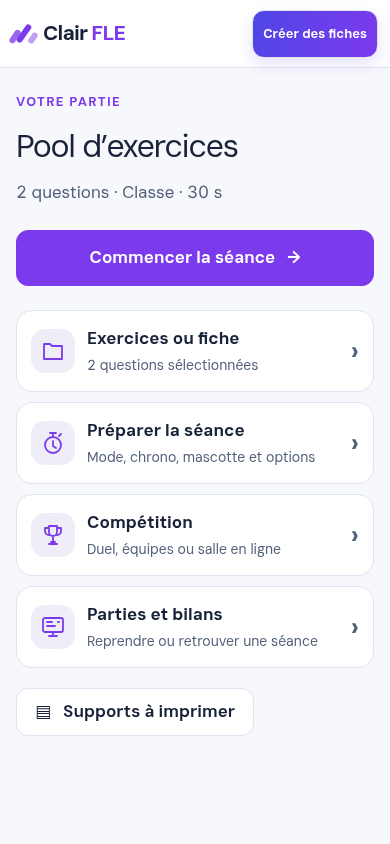 Clair FLE
Créer des fiches
VOTRE PARTIE
Pool d’exercices
2 questions · Classe · 30 s
Commencer la séance →
Exercices ou fiche
2 questions sélectionnées
Préparer la séance
Mode, chrono, mascotte et options
Compétition
Duel, équipes ou salle en ligne
Parties et bilans
Reprendre ou retrouver une séance
Supports à imprimer